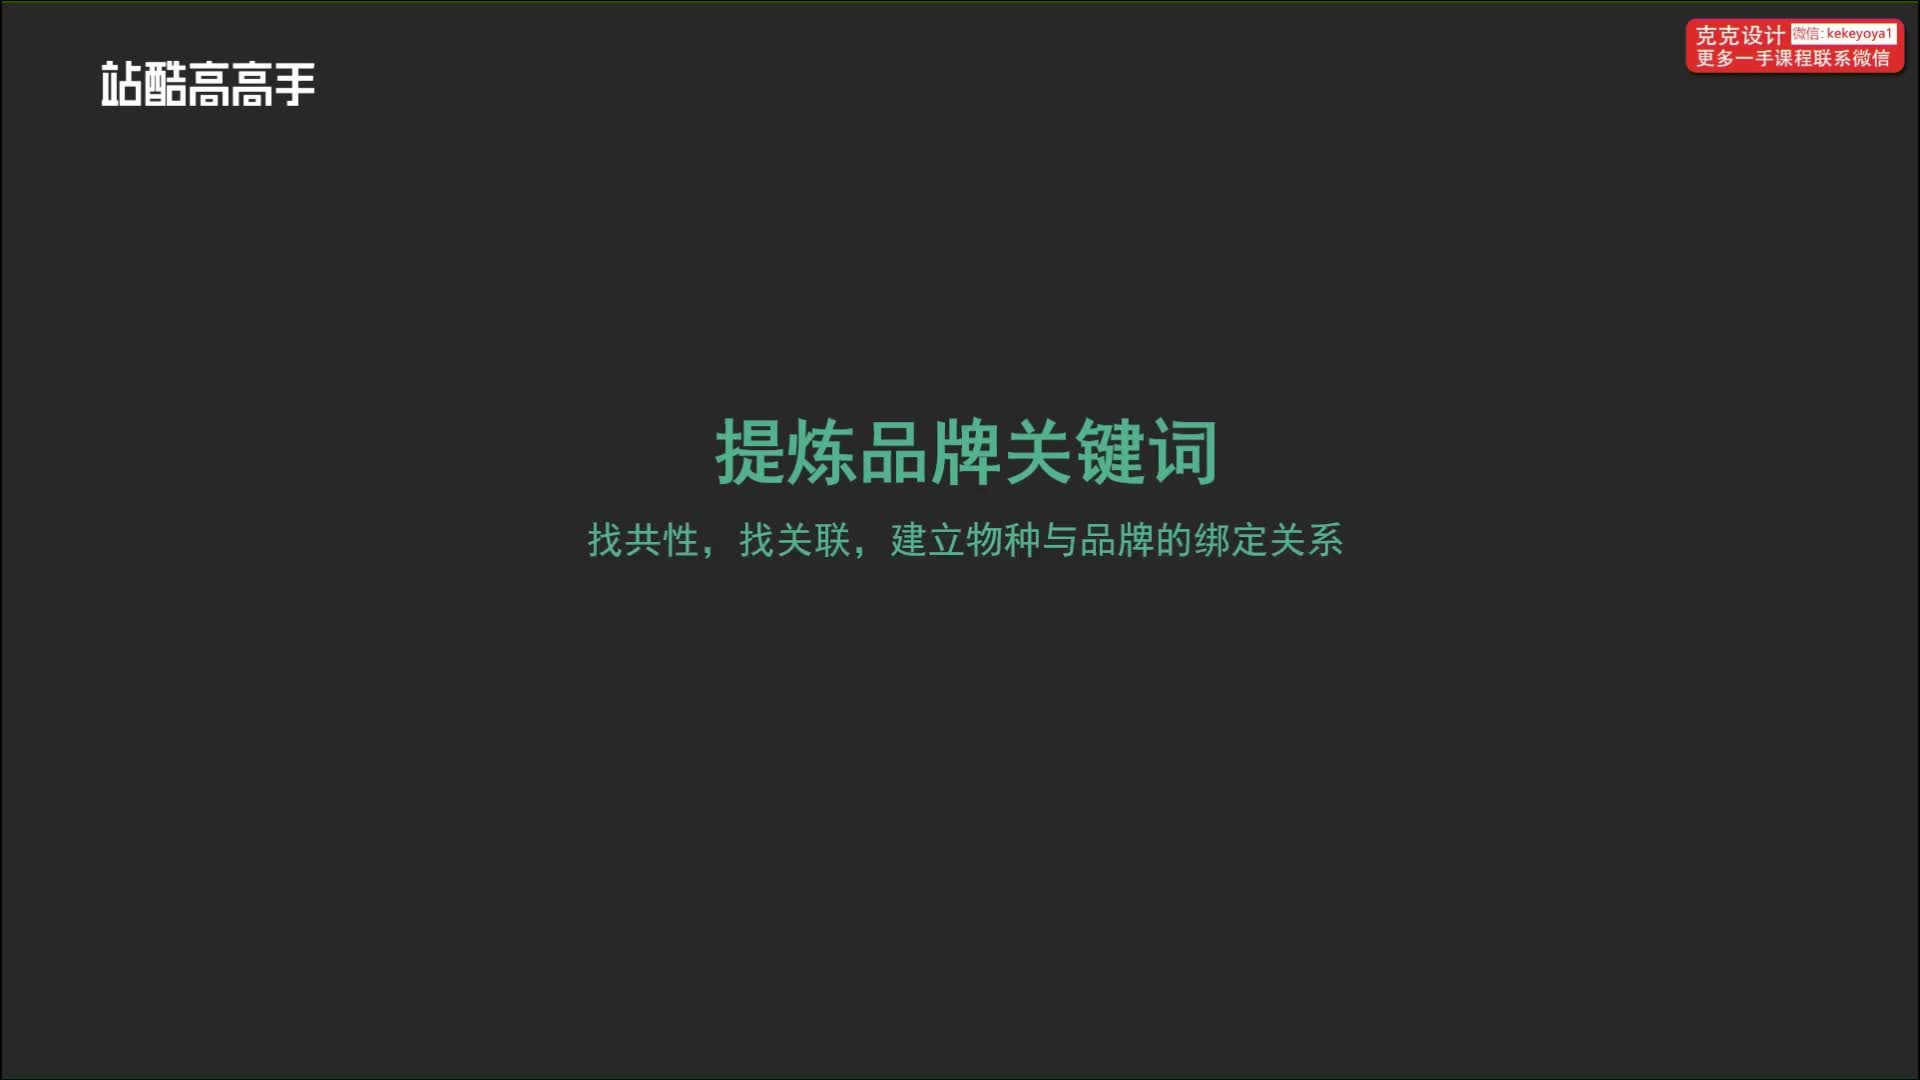 站酷高高手
克克设计 微信: kekeyoya1
更多一手课程联系微信
提炼品牌关键词
找共性，找关联，建立物种与品牌的绑定关系